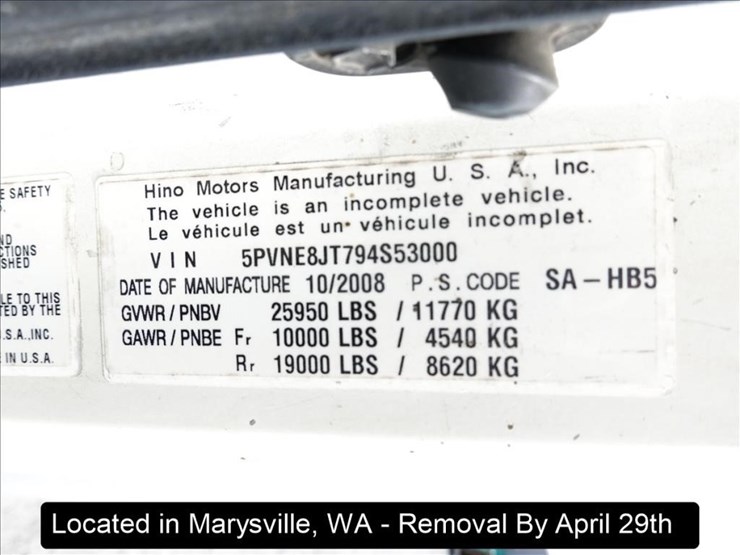 E SAFETY
ND
CTIONS
SHED
LE TO THIS
TED BY THE
.S.A.,INC.
IN U.S.A.
Hino Motors Manufacturing U. S. A., Inc.
The vehicle is an incomplete vehicle.
Le véhicule est un véhicule incomplet.
VIN 5PVNE8JT794S53000
DATE OF MANUFACTURE 10/2008 P.S.CODE SA-HB5
GVWR/PNBV 25950 LBS / 11770 KG
GAWR/PNBE Fr 10000 LBS / 4540 KG
Rr 19000 LBS / 8620 KG
Located in Marysville, WA - Removal By April 29th